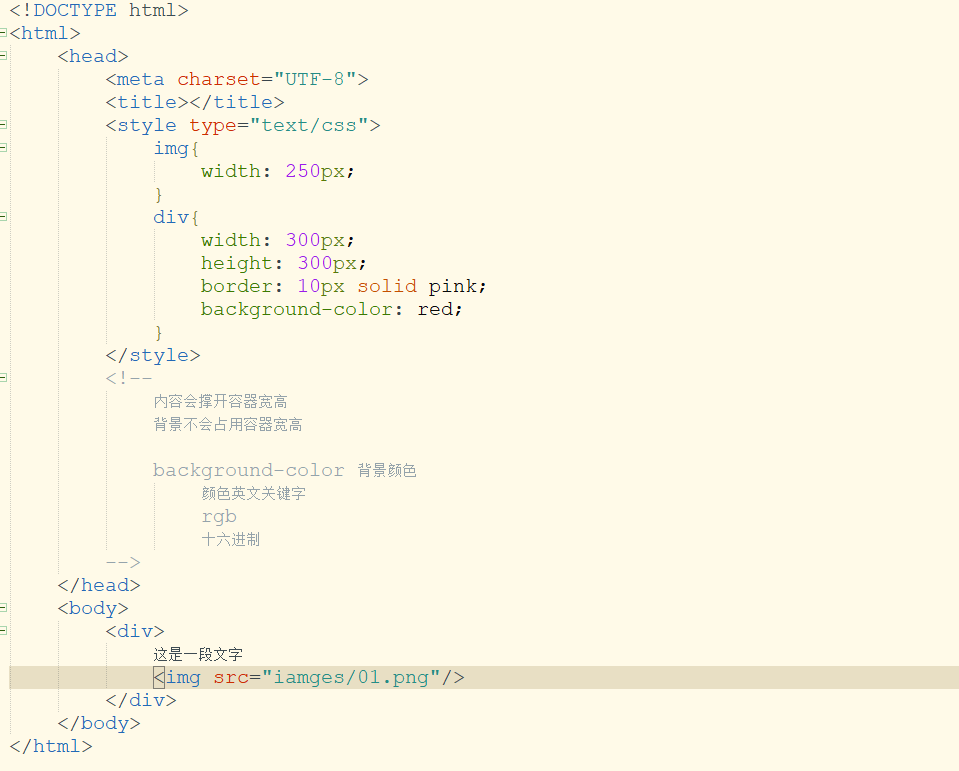 <!DOCTYPE html>
<html>
<head>
<meta charset="UTF-8">
<title></title>
<style type="text/css">
img{
width: 250px;
}
div{
width: 300px;
height: 300px;
border: 10px solid pink;
background-color: red;
}
</style>
<!--
内容会撑开容器宽高
背景不会占用容器宽高
background-color 背景颜色
颜色英文关键字
rgb
十六进制
-->
</head>
<body>
<div>
这是一段文字
<img src="iamges/01.png"/>
</div>
</body>
</html>